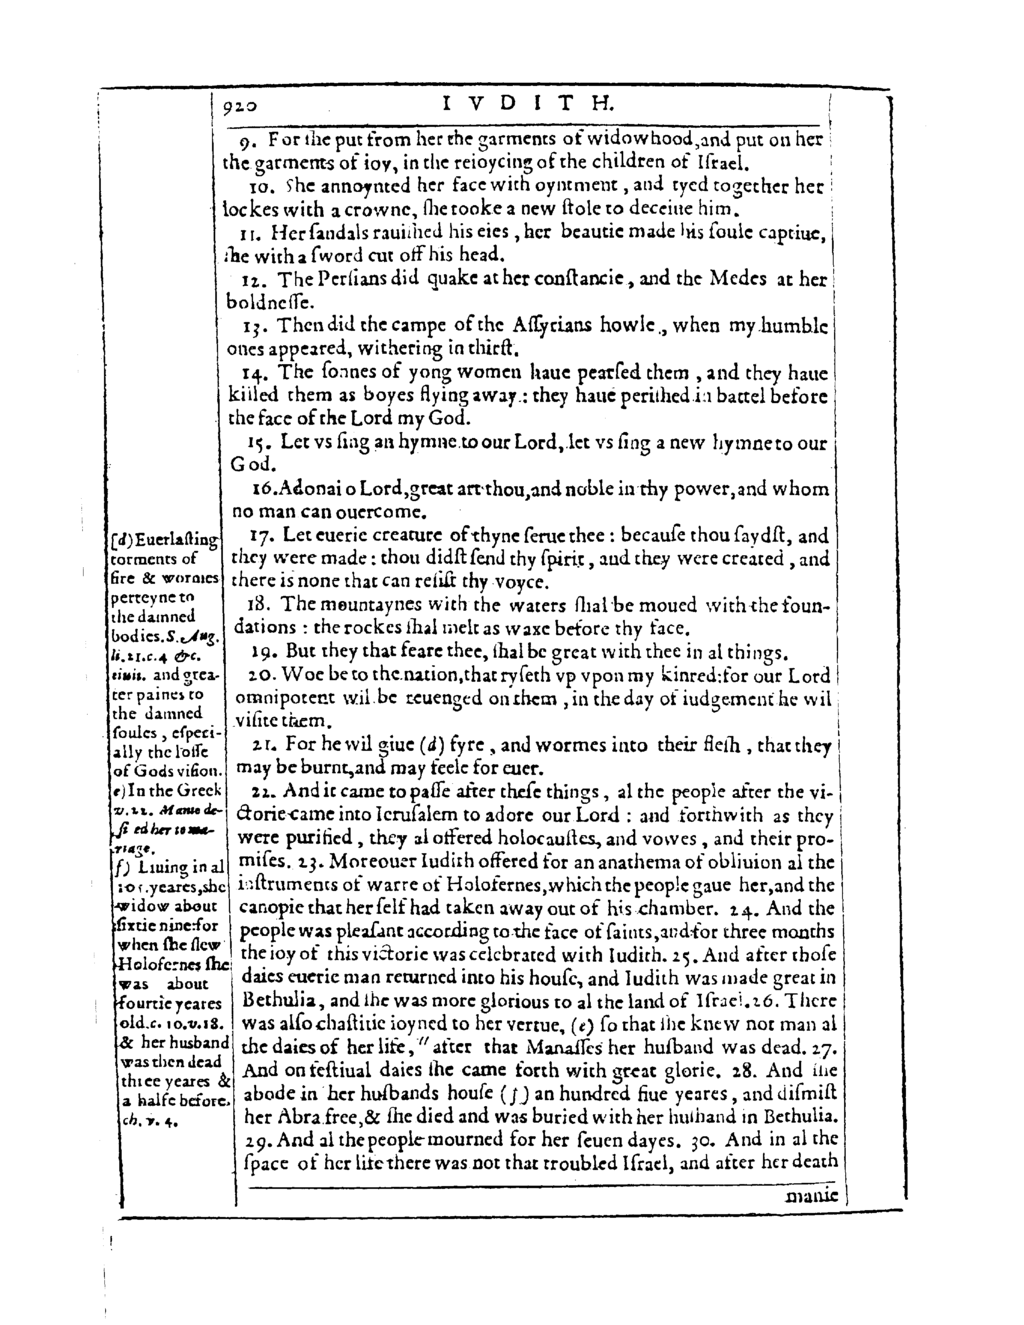 920
IVDITH.
9. For ſhe put from her the garments of widowhood, and put on her
the garments of ioy, in the reioycing of the children of Iſrael.
10. She annoynted her face with oyntment, and tyed together her
lockes with a crowne, ſhe tooke a new ſtole to deceiue him.
11. Her ſandals rauiſhed his eies, her beautie made his ſoule captiue,
ſhe with a ſword cut off his head.
12. The Perſians did quake at her conſtancie, and the Medes at her
boldneſſe.
13. Then did the campe of the Aſſyrians howle, when my humble
ones appeared, withering in thirſt.
14. The ſonnes of yong women haue pearſed them, and they haue
killed them as boyes flying away: they haue periſhed in battel before
the face of the Lord my God.
15. Let vs ſing an hymne to our Lord, let vs ſing a new hymne to our
God.
16. Adonai o Lord, great art thou, and noble in thy power, and whom
no man can ouercome.
17. Let euerie creature of thyne ſerue thee: becauſe thou ſaydſt, and
they were made: thou didſt ſend thy ſpirit, and they were created, and
there is none that can reſiſt thy voyce.
18. The mountaynes with the waters ſhal be moued with the foun-
dations: the rockes ſhal melt as waxe before thy face.
19. But they that feare thee, ſhal be great with thee in al things.
20. Woe be to the nation, that ryſeth vp vpon my kinred: for our Lord
omnipotent wil be reuenged on them, in the day of iudgement he wil
viſite them.
21. For he wil giue (d) fyre, and wormes into their fleſh, that they
may be burnt, and may feele for euer.
22. And it came to paſſe after theſe things, al the people after the vi-
ctorie came into Ieruſalem to adore our Lord: and forthwith as they
were purified, they al offered holocauſtes, and vowes, and their pro-
miſes. 23. Moreouer Iudith offered for an anathema of obliuion al the
inſtruments of warre of Holofernes, which the people gaue her, and the
canopie that her ſelf had taken away out of his chamber. 24. And the
people was pleaſant according to the face of ſaints, and for three months
the ioy of this victorie was celebrated with Iudith. 25. And after thoſe
daies euerie man returned into his houſe, and Iudith was made great in
Bethulia, and ſhe was more glorious to al the land of Iſrael. 26. There
was alſo chaſtitie ioyned to her vertue, (e) ſo that ſhe knew not man al
the daies of her life, " after that Manaſſes her huſband was dead. 27.
And on feſtiual daies ſhe came forth with great glorie. 28. And ſhe
abode in her huſbands houſe (f) an hundred fiue yeares, and diſmiſt
her Abra free, & ſhe died and was buried with her huſband in Bethulia.
29. And al the people mourned for her ſeuen dayes. 30. And in al the
ſpace of her life there was not that troubled Iſrael, and after her death
manie
(d) Euerlaſting
torments of
fire & wormes
perteyne to
the damned
bodies. S. Aug.
li. 21. c. 4 &c.
ciuit. and grea-
ter paines to
the damned
ſoules, eſpeci-
ally the loſſe
of Gods viſion.
e) In the Greek
v. 22. Manie de-
ſired her to ma-
riage.
f) Liuing in al
105. yeares, she
widow about
ſixtie nine: for
when ſhe ſlew
Holofernes ſhe
was about
fourtie yeares
old. c. 10. v. 18.
& her husband
was then dead
three yeares &
a halfe before.
ch. 7. 4.